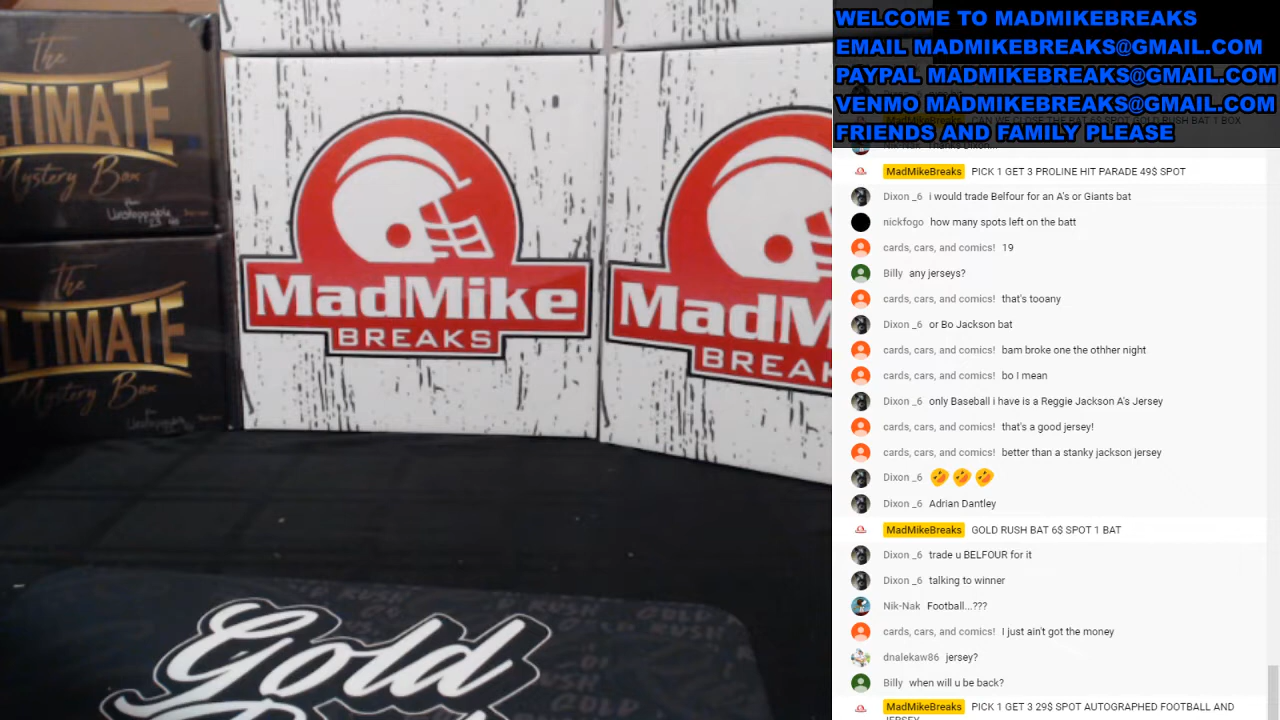 WELCOME TO MADMIKEBREAKS
EMAIL MADMIKEBREAKS@GMAIL.COM
PAYPAL MADMIKEBREAKS@GMAIL.COM
VENMO MADMIKEBREAKS@GMAIL.COM
FRIENDS AND FAMILY PLEASE
MadMikeBreaks PICK 1 GET 3 PROLINE HIT PARADE 49$ SPOT
Dixon _6 i would trade Belfour for an A's or Giants bat
nickfogo how many spots left on the batt
cards, cars, and comics! 19
Billy any jerseys?
cards, cars, and comics! that's tooany
Dixon _6 or Bo Jackson bat
cards, cars, and comics! bam broke one the othher night
cards, cars, and comics! bo I mean
Dixon _6 only Baseball i have is a Reggie Jackson A's Jersey
cards, cars, and comics! that's a good jersey!
cards, cars, and comics! better than a stanky jackson jersey
Dixon _6
Dixon _6 Adrian Dantley
MadMikeBreaks GOLD RUSH BAT 6$ SPOT 1 BAT
Dixon _6 trade u BELFOUR for it
Dixon _6 talking to winner
Nik-Nak Football...???
cards, cars, and comics! I just ain't got the money
dnalekaw86 jersey?
Billy when will u be back?
MadMikeBreaks PICK 1 GET 3 29$ SPOT AUTOGRAPHED FOOTBALL AND
JERSEY
the
LTIMATE
Mystery Box
the
LTIMATE
Mystery Box
MadMike
BREAKS
MadM
BREA
Gold